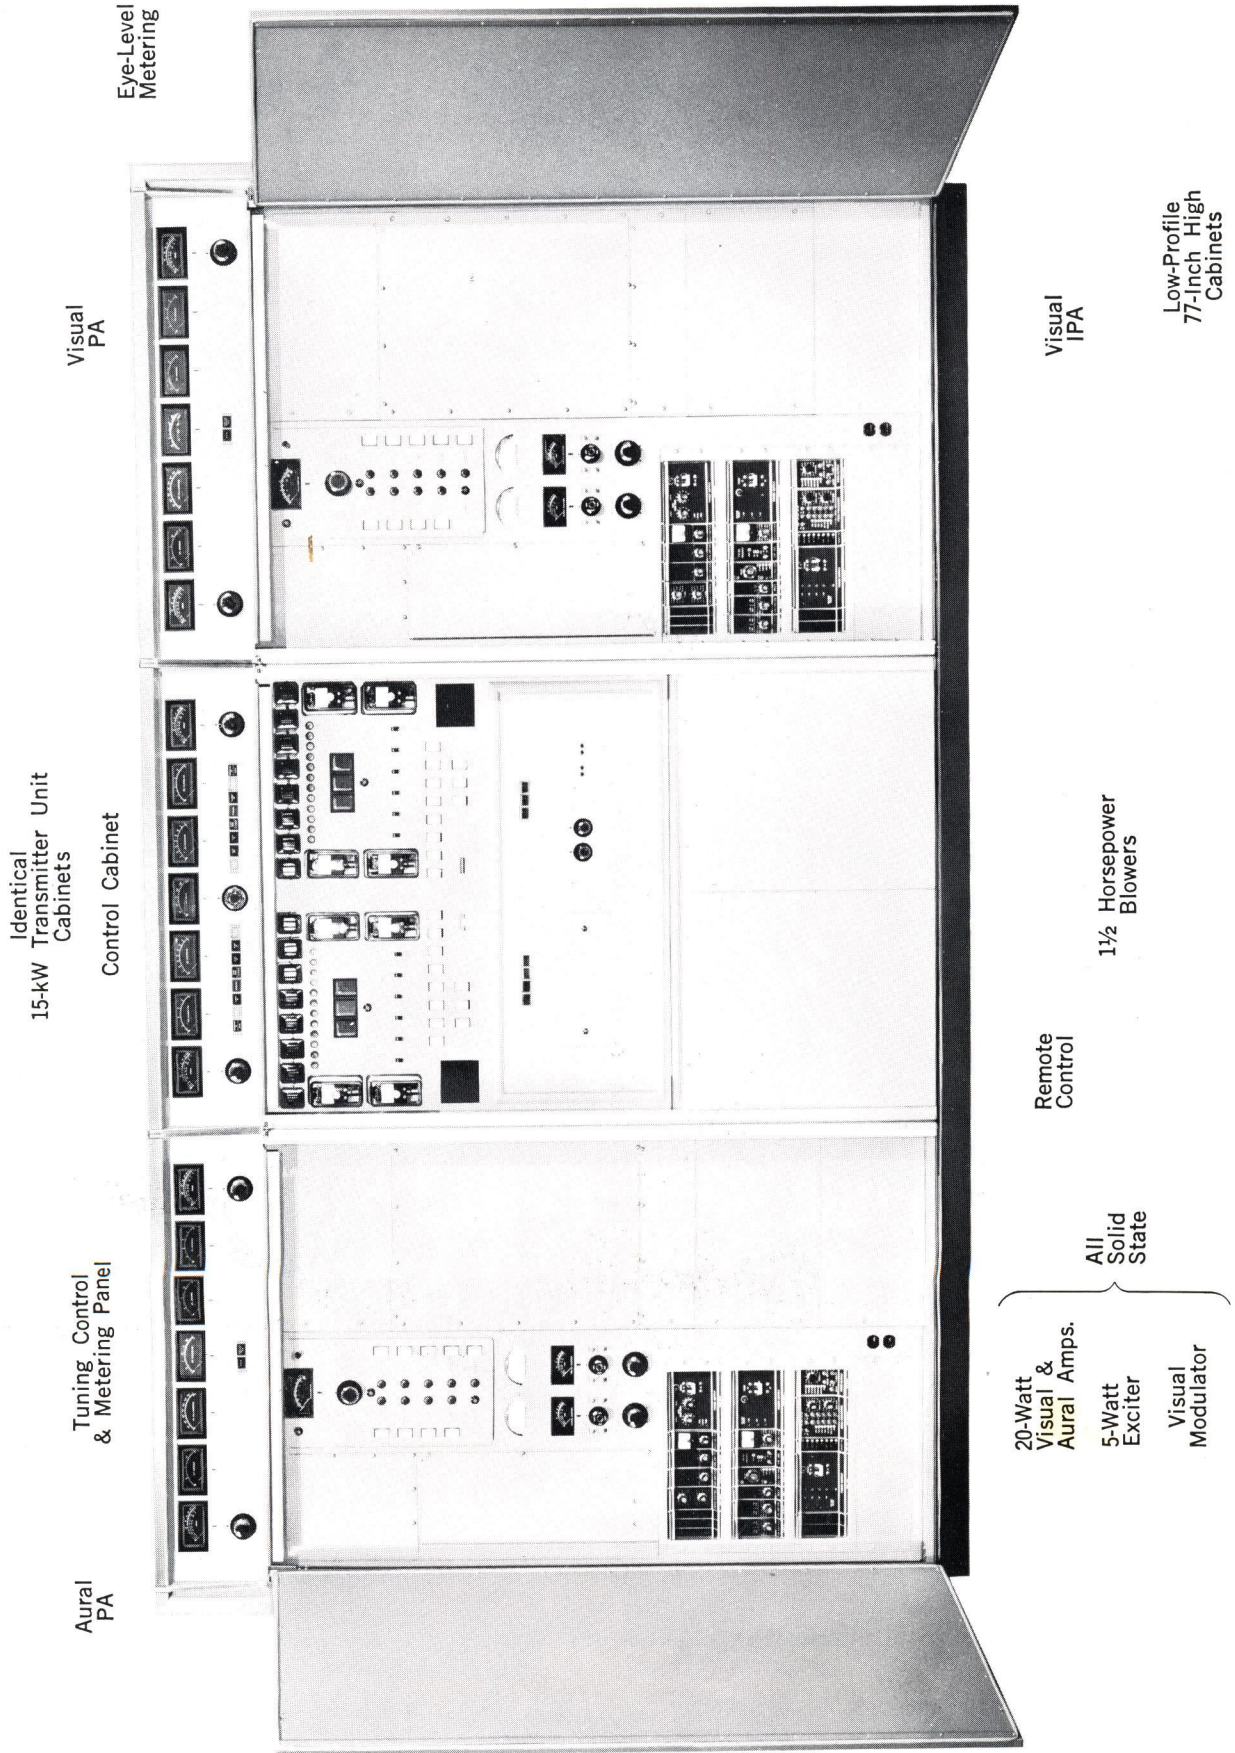 Identical
15-kW Transmitter Unit
Cabinets
Aural
PA
Tuning Control
& Metering Panel
Control Cabinet
Visual
PA
Eye-Level
Metering
20-Watt
Visual &
Aural Amps.
5-Watt
Exciter
Visual
Modulator
All
Solid
State
Remote
Control
1½ Horsepower
Blowers
Visual
IPA
Low-Profile
77-Inch High
Cabinets